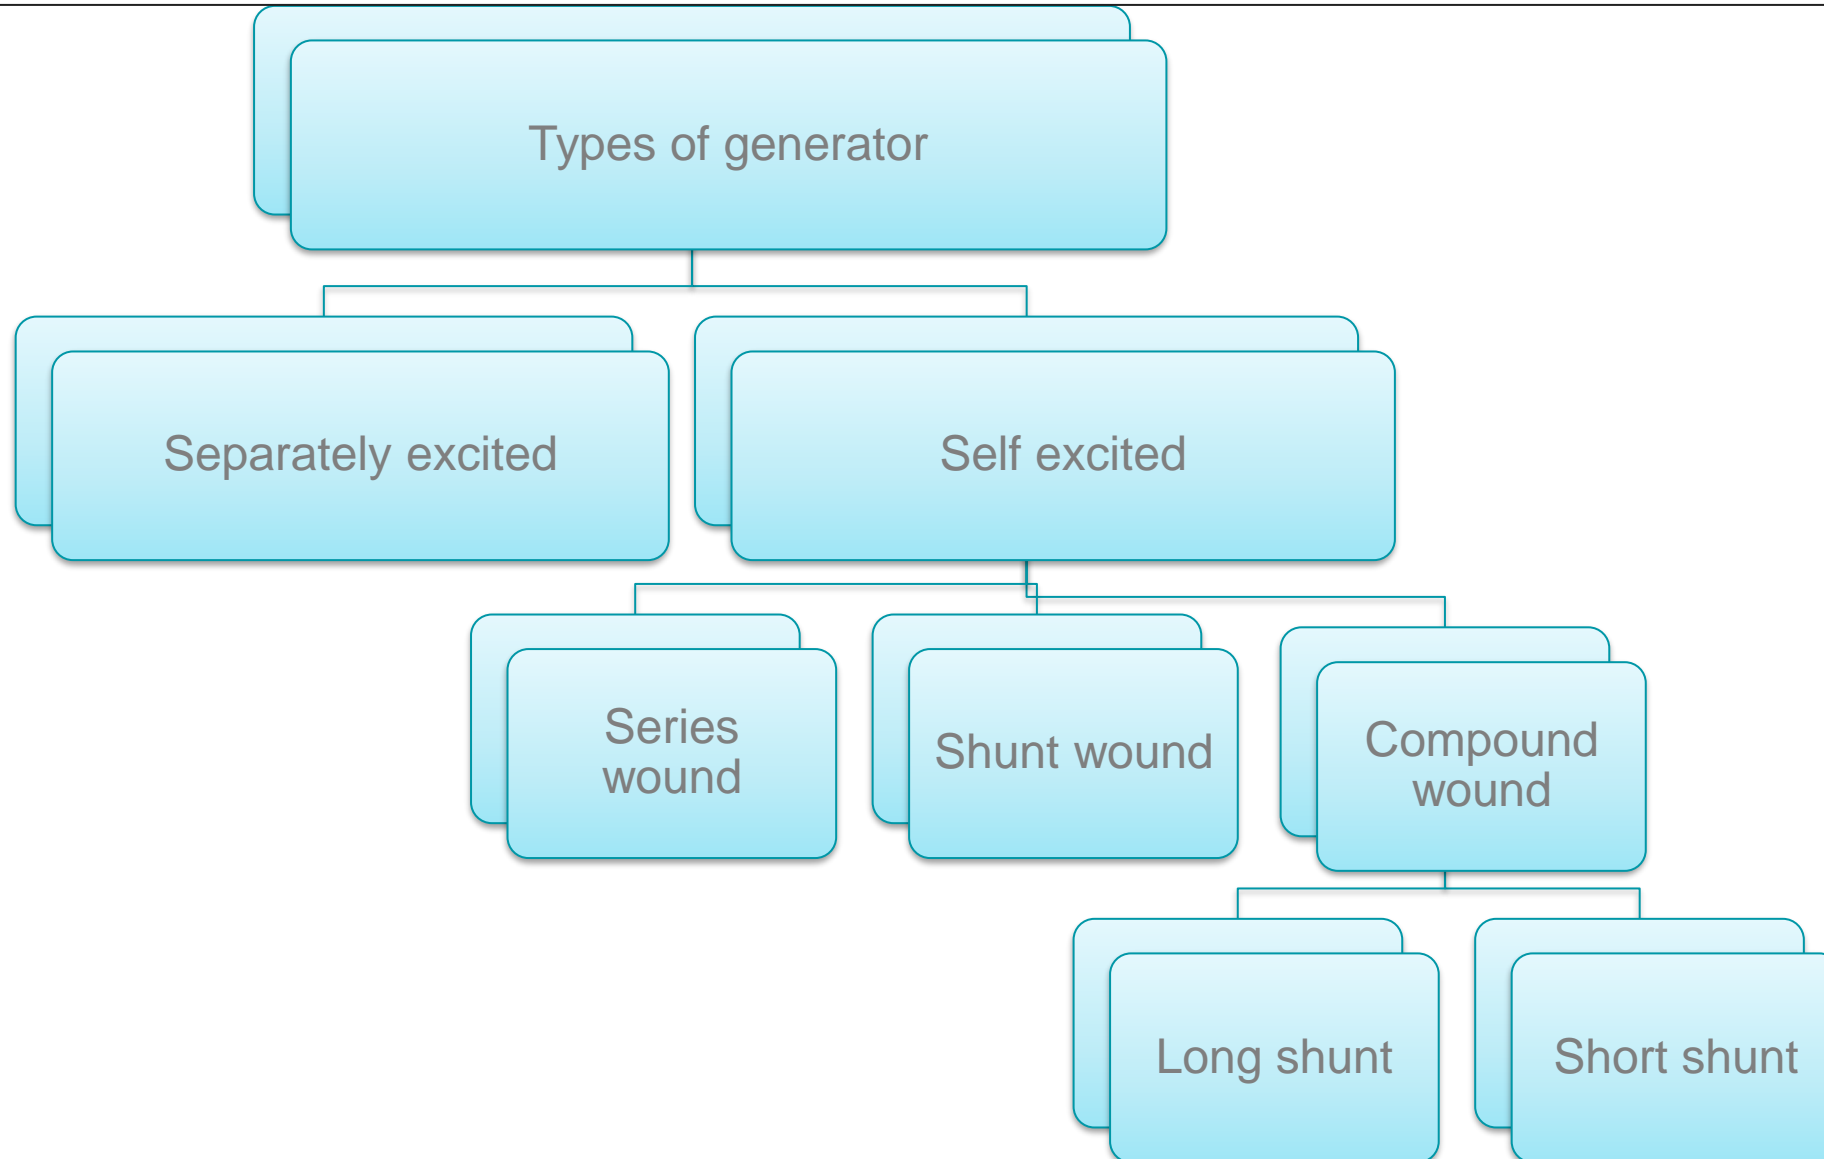 Types of generator
Separately excited
Self excited
Series
wound
Shunt wound
Compound
wound
Long shunt
Short shunt